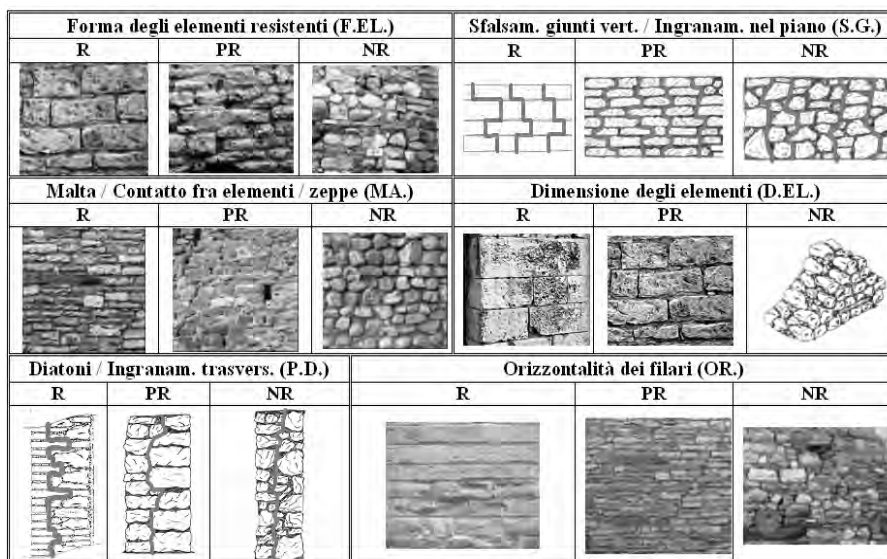 Forma degli elementi resistenti (F.EL.)
R PR NR
Sfalsam. giunti vert. / Ingranam. nel piano (S.G.)
R PR NR
Malta / Contatto fra elementi / zeppe (MA.)
R PR NR
Dimensione degli elementi (D.EL.)
R PR NR
Diatoni / Ingranam. trasvers. (P.D.)
R PR NR
Orizzontalità dei filari (OR.)
R PR NR